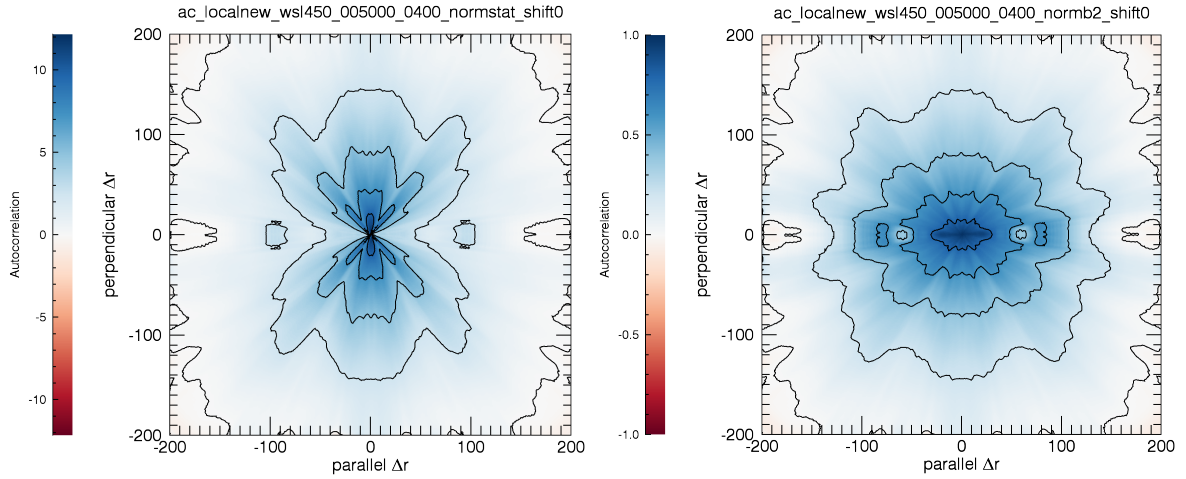 ac_localnew_wsl450_005000_0400_normstat_shift0
10
5
0
-5
-10
Autocorrelation
200
100
0
-100
-200
perpendicular Δr
-200 -100 0 100 200
parallel Δr
ac_localnew_wsl450_005000_0400_normb2_shift0
1.0
0.5
0.0
-0.5
-1.0
Autocorrelation
200
100
0
-100
-200
perpendicular Δr
-200 -100 0 100 200
parallel Δr